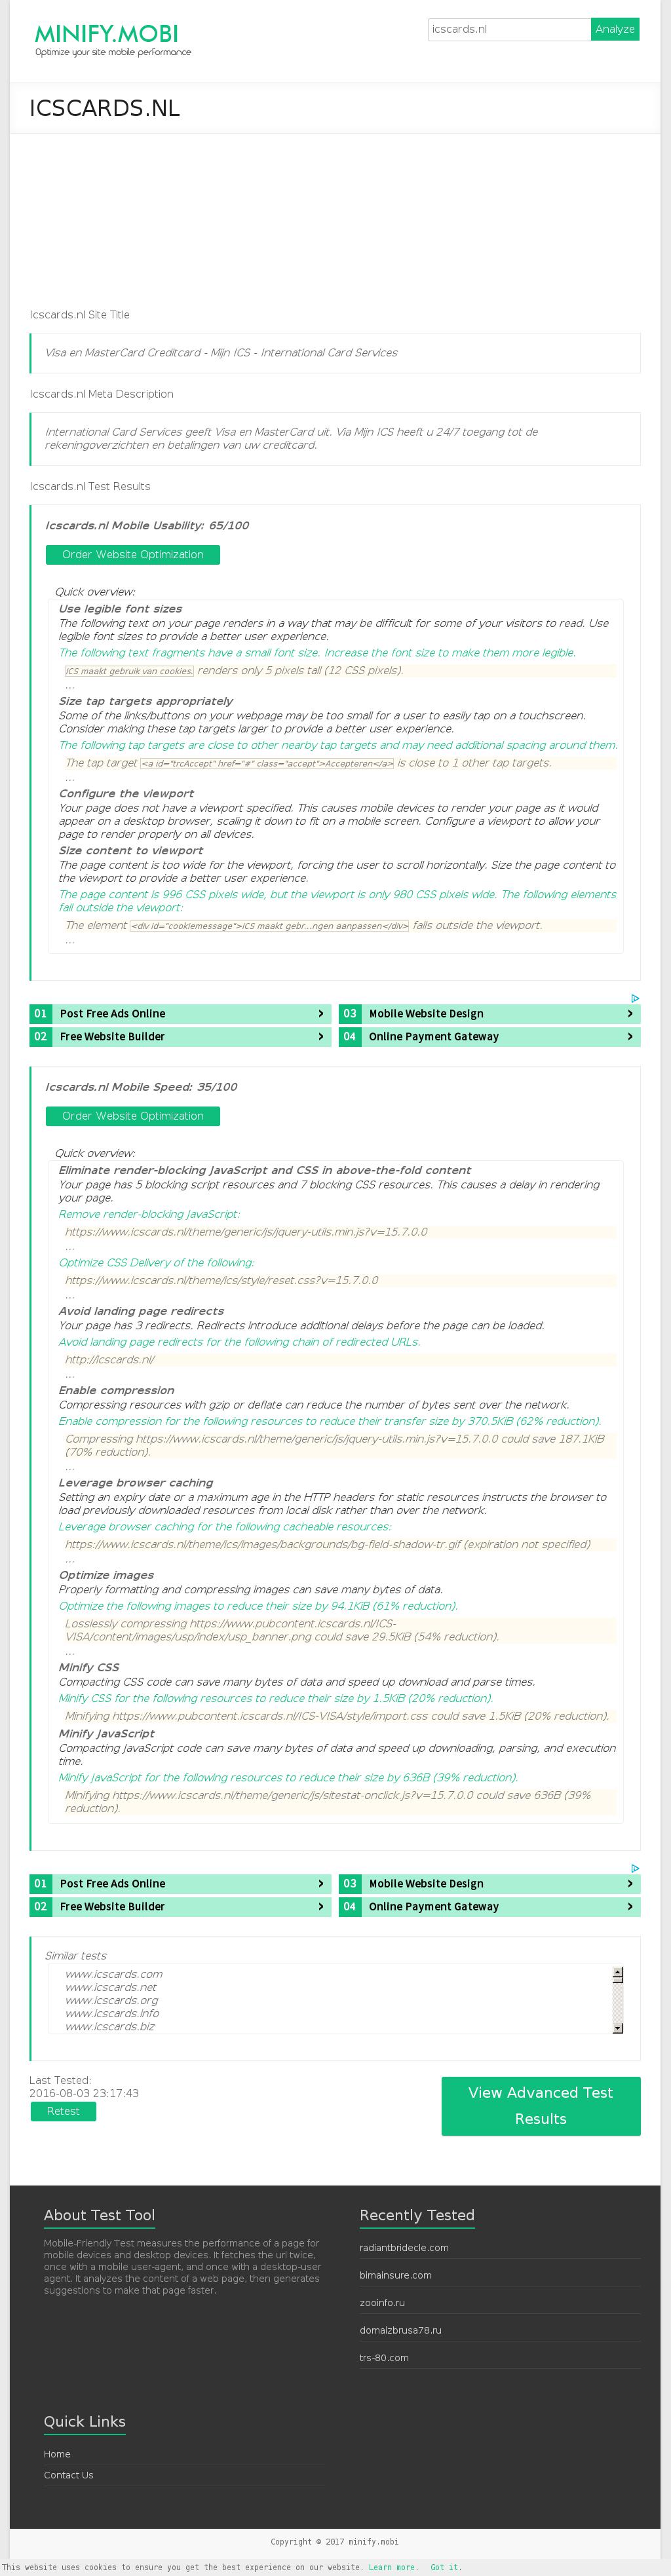 MINIFY.MOBI
Optimize your site mobile performance
icscards.nl
Analyze
ICSCARDS.NL
Icscards.nl Site Title
Visa en MasterCard Creditcard - Mijn ICS - International Card Services
Icscards.nl Meta Description
International Card Services geeft Visa en MasterCard uit. Via Mijn ICS heeft u 24/7 toegang tot de
rekeningoverzichten en betalingen van uw creditcard.
Icscards.nl Test Results
Icscards.nl Mobile Usability: 65/100
Order Website Optimization
Quick overview:
Use legible font sizes
The following text on your page renders in a way that may be difficult for some of your visitors to read. Use
legible font sizes to provide a better user experience.
The following text fragments have a small font size. Increase the font size to make them more legible.
ICS maakt gebruik van cookies. renders only 5 pixels tall (12 CSS pixels).
...
Size tap targets appropriately
Some of the links/buttons on your webpage may be too small for a user to easily tap on a touchscreen.
Consider making these tap targets larger to provide a better user experience.
The following tap targets are close to other nearby tap targets and may need additional spacing around them.
The tap target <a id="trcAccept" href="#" class="accept">Accepteren</a> is close to 1 other tap targets.
...
Configure the viewport
Your page does not have a viewport specified. This causes mobile devices to render your page as it would
appear on a desktop browser, scaling it down to fit on a mobile screen. Configure a viewport to allow your
page to render properly on all devices.
Size content to viewport
The page content is too wide for the viewport, forcing the user to scroll horizontally. Size the page content to
the viewport to provide a better user experience.
The page content is 996 CSS pixels wide, but the viewport is only 980 CSS pixels wide. The following elements
fall outside the viewport:
The element <div id="cookiemessage">ICS maakt gebr...ngen aanpassen</div> falls outside the viewport.
...
01 Post Free Ads Online
02 Free Website Builder
03 Mobile Website Design
04 Online Payment Gateway
Icscards.nl Mobile Speed: 35/100
Order Website Optimization
Quick overview:
Eliminate render-blocking JavaScript and CSS in above-the-fold content
Your page has 5 blocking script resources and 7 blocking CSS resources. This causes a delay in rendering
your page.
Remove render-blocking JavaScript:
https://www.icscards.nl/theme/generic/js/jquery-utils.min.js?v=15.7.0.0
...
Optimize CSS Delivery of the following:
https://www.icscards.nl/theme/ics/style/reset.css?v=15.7.0.0
...
Avoid landing page redirects
Your page has 3 redirects. Redirects introduce additional delays before the page can be loaded.
Avoid landing page redirects for the following chain of redirected URLs.
http://icscards.nl/
...
Enable compression
Compressing resources with gzip or deflate can reduce the number of bytes sent over the network.
Enable compression for the following resources to reduce their transfer size by 370.5KiB (62% reduction).
Compressing https://www.icscards.nl/theme/generic/js/jquery-utils.min.js?v=15.7.0.0 could save 187.1KiB
(70% reduction).
...
Leverage browser caching
Setting an expiry date or a maximum age in the HTTP headers for static resources instructs the browser to
load previously downloaded resources from local disk rather than over the network.
Leverage browser caching for the following cacheable resources:
https://www.icscards.nl/theme/ics/images/backgrounds/bg-field-shadow-tr.gif (expiration not specified)
...
Optimize images
Properly formatting and compressing images can save many bytes of data.
Optimize the following images to reduce their size by 94.1KiB (61% reduction).
Losslessly compressing https://www.pubcontent.icscards.nl/ICS-
VISA/content/images/usp/index/usp_banner.png could save 29.5KiB (54% reduction).
...
Minify CSS
Compacting CSS code can save many bytes of data and speed up download and parse times.
Minify CSS for the following resources to reduce their size by 1.5KiB (20% reduction).
Minifying https://www.pubcontent.icscards.nl/ICS-VISA/style/import.css could save 1.5KiB (20% reduction).
Minify JavaScript
Compacting JavaScript code can save many bytes of data and speed up downloading, parsing, and execution
time.
Minify JavaScript for the following resources to reduce their size by 636B (39% reduction).
Minifying https://www.icscards.nl/theme/generic/js/sitestat-onclick.js?v=15.7.0.0 could save 636B (39%
reduction).
01 Post Free Ads Online
02 Free Website Builder
03 Mobile Website Design
04 Online Payment Gateway
Similar tests
www.icscards.com
www.icscards.net
www.icscards.org
www.icscards.info
www.icscards.biz
Last Tested:
2016-08-03 23:17:43
Retest
View Advanced Test
Results
About Test Tool
Mobile-Friendly Test measures the performance of a page for
mobile devices and desktop devices. It fetches the url twice,
once with a mobile user-agent, and once with a desktop-user
agent. It analyzes the content of a web page, then generates
suggestions to make that page faster.
Recently Tested
radiantbridecle.com
bimainsure.com
zooinfo.ru
domaizbrusa78.ru
trs-80.com
Quick Links
Home
Contact Us
Copyright © 2017 minify.mobi
This website uses cookies to ensure you get the best experience on our website. Learn more. Got it.